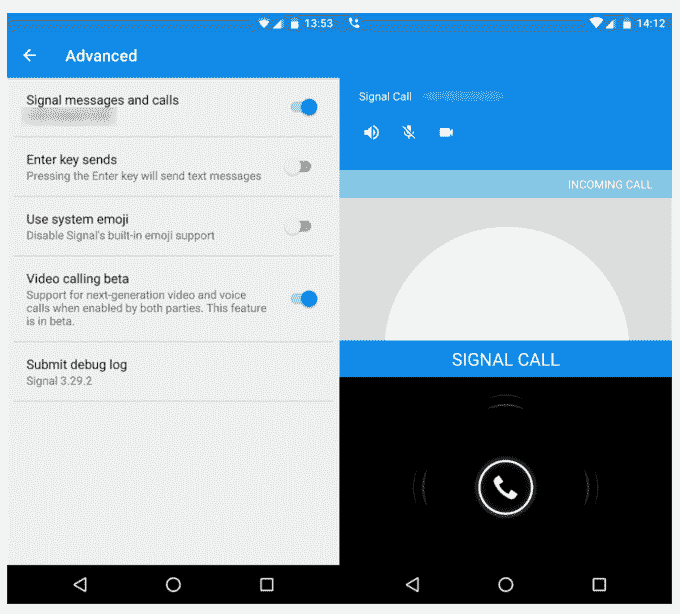 13:53
Advanced
Signal messages and calls
Enter key sends
Pressing the Enter key will send text messages
Use system emoji
Disable Signal's built-in emoji support
Video calling beta
Support for next-generation video and voice
calls when enabled by both parties. This feature
is in beta.
Submit debug log
Signal 3.29.2
14:12
Signal Call
INCOMING CALL
SIGNAL CALL